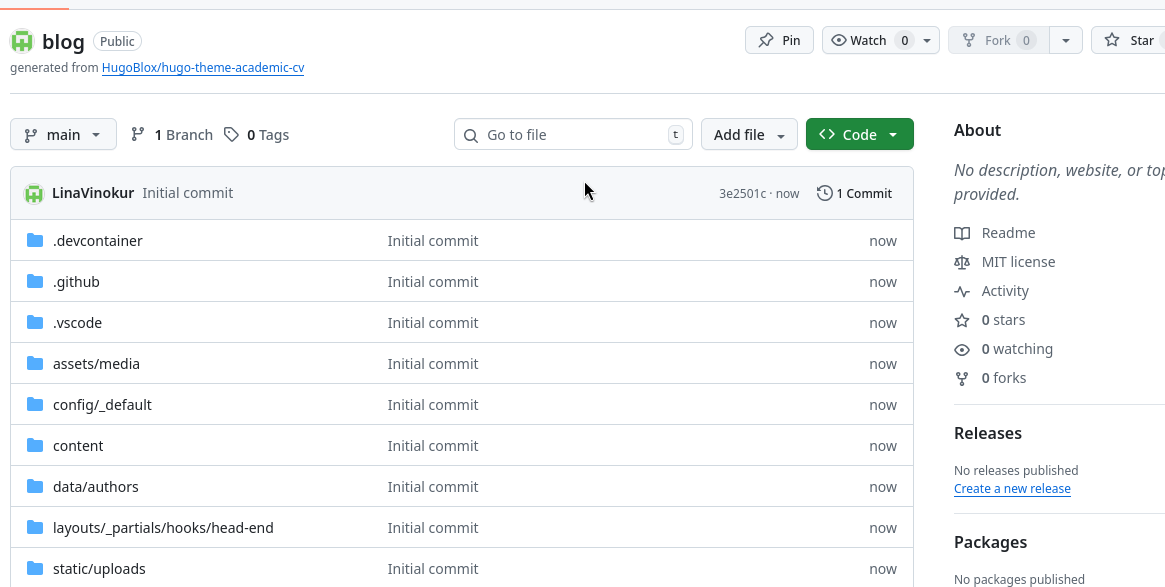 blog Public Pin Watch 0 Fork 0 Star
generated from HugoBlox/hugo-theme-academic-cv
main 1 Branch 0 Tags Go to file t Add file Code
LinaVinokur Initial commit 3e2501c · now 1 Commit
.devcontainer Initial commit now
.github Initial commit now
.vscode Initial commit now
assets/media Initial commit now
config/_default Initial commit now
content Initial commit now
data/authors Initial commit now
layouts/_partials/hooks/head-end Initial commit now
static/uploads Initial commit now
About
No description, website, or top
provided.
Readme
MIT license
Activity
0 stars
0 watching
0 forks
Releases
No releases published
Create a new release
Packages
No packages published